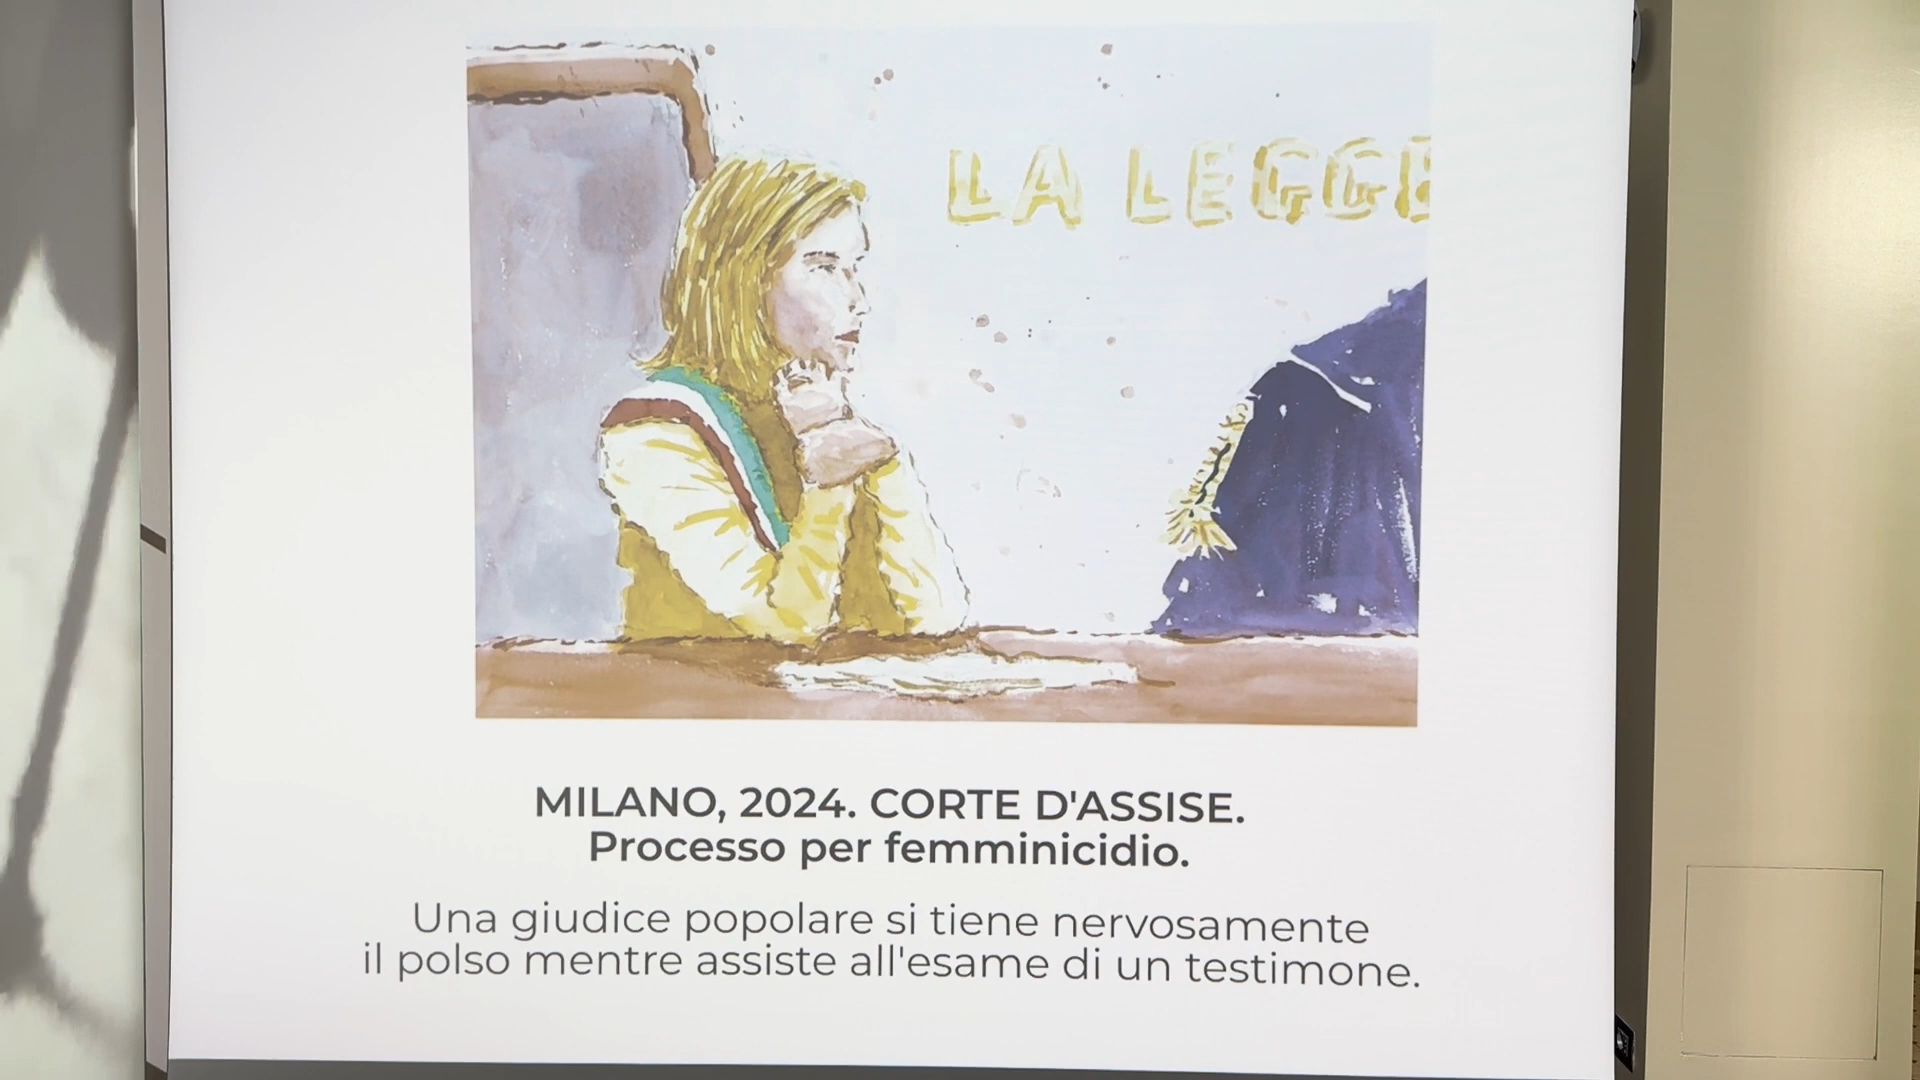 LA LEGGE
MILANO, 2024. CORTE D'ASSISE.
Processo per femminicidio.
Una giudice popolare si tiene nervosamente
il polso mentre assiste all'esame di un testimone.